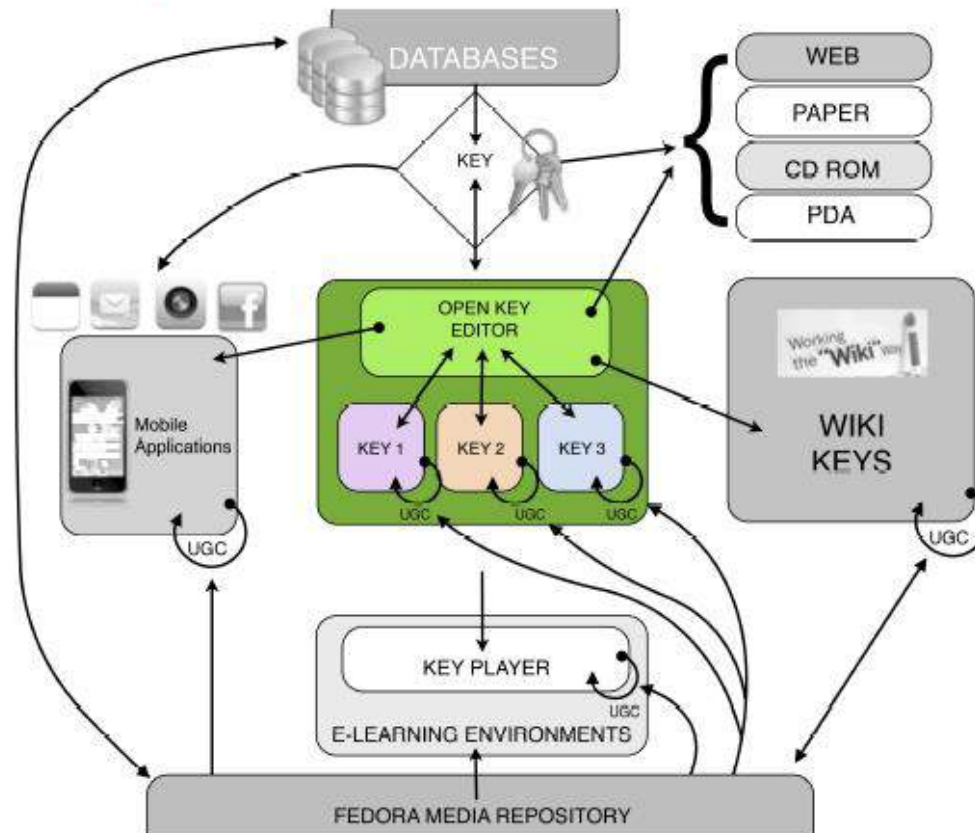 DATABASES
WEB
PAPER
KEY
CD ROM
PDA
OPEN KEY
EDITOR
Working
the "Wiki" Way
Mobile
Applications
KEY 1
KEY 2
KEY 3
WIKI
KEYS
UGC
UGC
UGC
UGC
UGC
KEY PLAYER
UGC
E-LEARNING ENVIRONMENTS
FEDORA MEDIA REPOSITORY